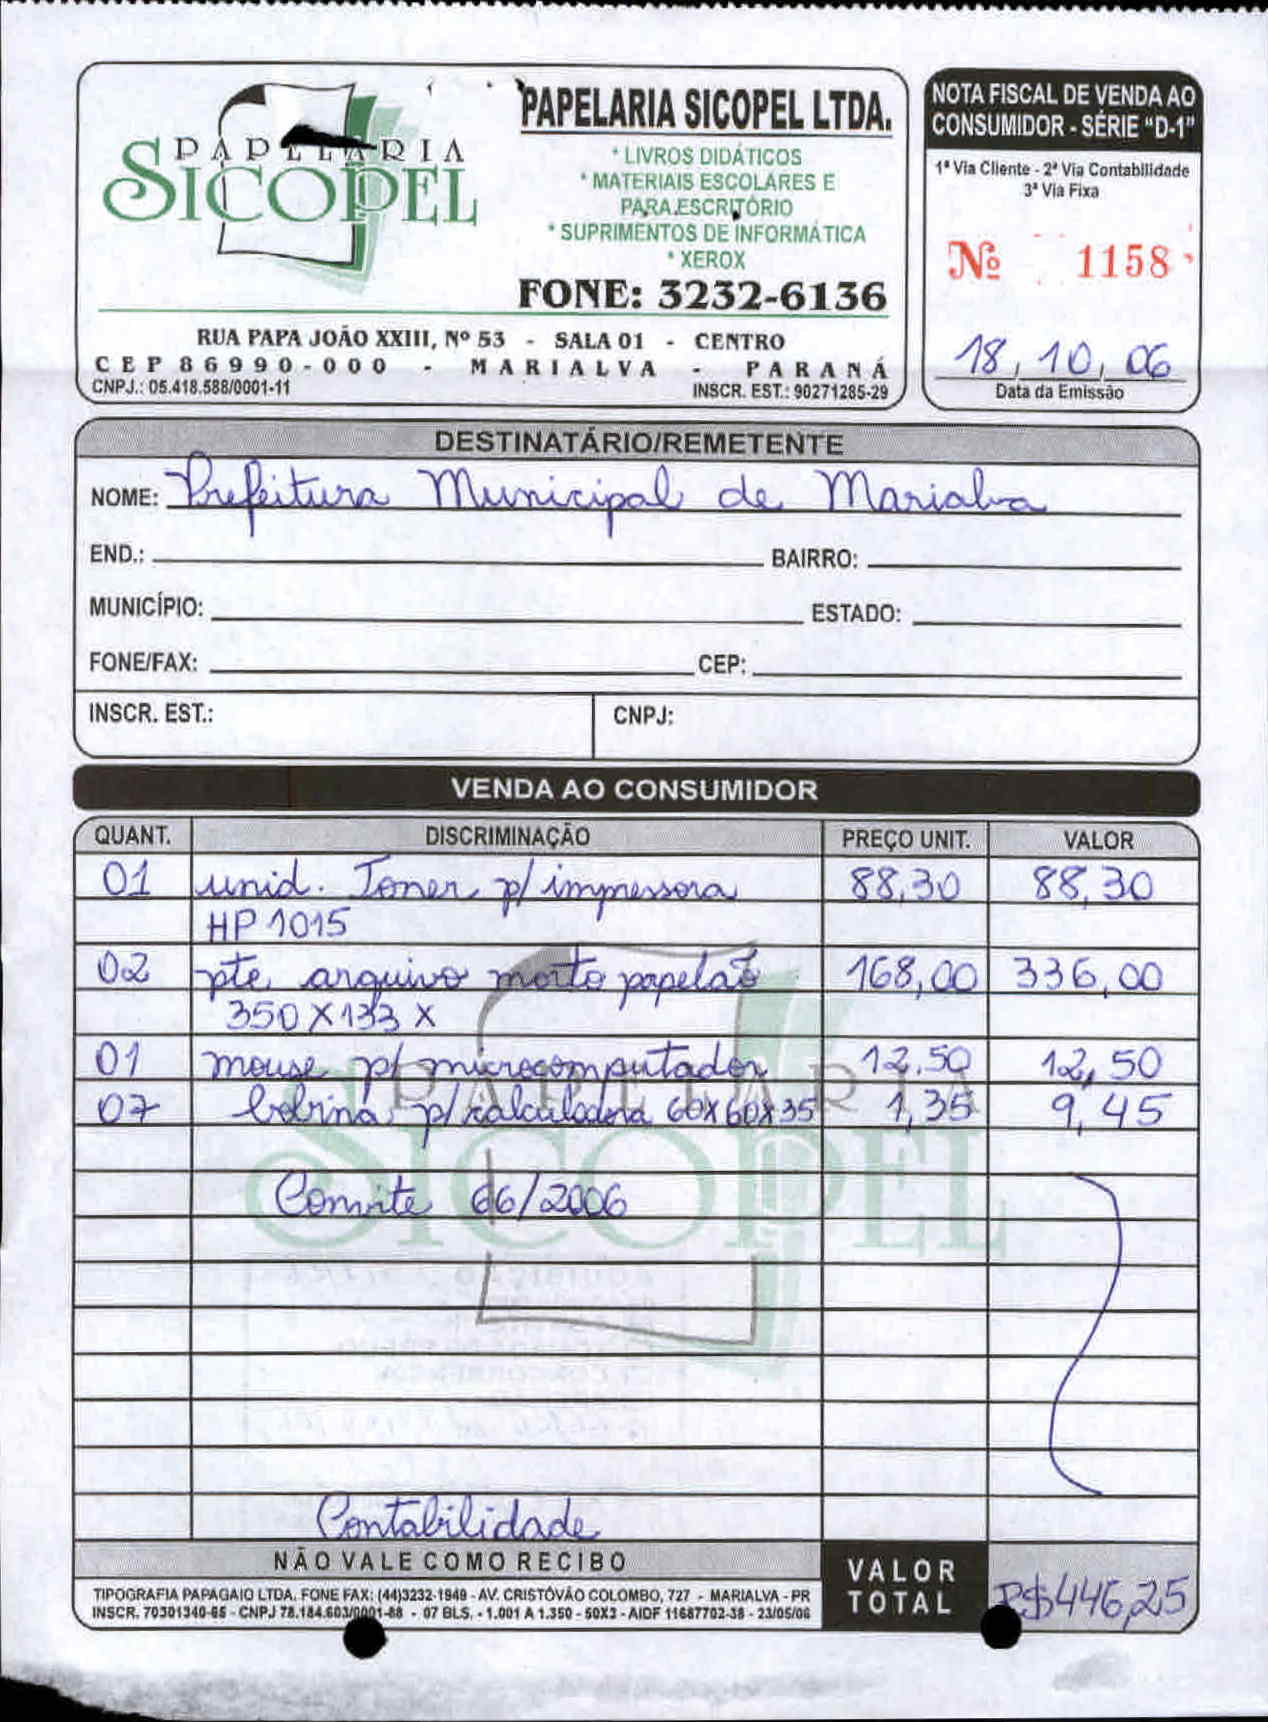 PAPELARIA
SICOPEL
PAPELARIA SICOPEL LTDA.
* LIVROS DIDÁTICOS
* MATERIAIS ESCOLARES E
PARA ESCRITÓRIO
* SUPRIMENTOS DE INFORMÁTICA
* XEROX
FONE: 3232-6136
RUA PAPA JOÃO XXIII, Nº 53 - SALA 01 - CENTRO
CEP 86990-000 - MARIALVA - PARANÁ
CNPJ.: 05.418.588/0001-11 INSCR. EST.: 90271285-29
NOTA FISCAL DE VENDA AO
CONSUMIDOR - SÉRIE "D-1"
1ª Via Cliente - 2ª Via Contabilidade
3ª Via Fixa
Nº 1158
18, 10, 06
Data da Emissão
DESTINATÁRIO/REMETENTE
NOME: Prefeitura Municipal de Marialva
END.: BAIRRO:
MUNICÍPIO: ESTADO:
FONE/FAX: CEP:
INSCR. EST.: CNPJ:
VENDA AO CONSUMIDOR
QUANT. DISCRIMINAÇÃO PREÇO UNIT. VALOR
01 unid. Toner p/ impressora 88,30 88,30
HP 1015
02 pte arquivo morto papelão 168,00 336,00
350 X 133 X
01 mouse p/ microcomputador 12,50 12,50
07 bobina p/ calculadora 60X60X35 1,35 9,45
PAPELARIA
SICOPEL
Convite 66/2006
Contabilidade
NÃO VALE COMO RECIBO
VALOR TOTAL R$446,25
TIPOGRAFIA PAPAGAIO LTDA. FONE FAX: (44)3232-1949 - AV. CRISTÓVÃO COLOMBO, 727 - MARIALVA - PR
INSCR. 70301340-65 - CNPJ 78.184.603/0001-88 - 07 BLS. - 1.001 A 1.350 - 50X3 - AIDF 11687702-38 - 23/05/06